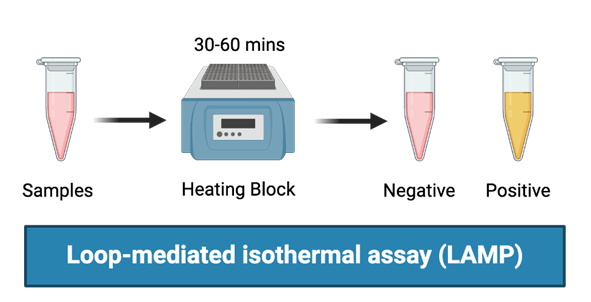 30-60 mins
Samples
Heating Block
Negative
Positive
Loop-mediated isothermal assay (LAMP)